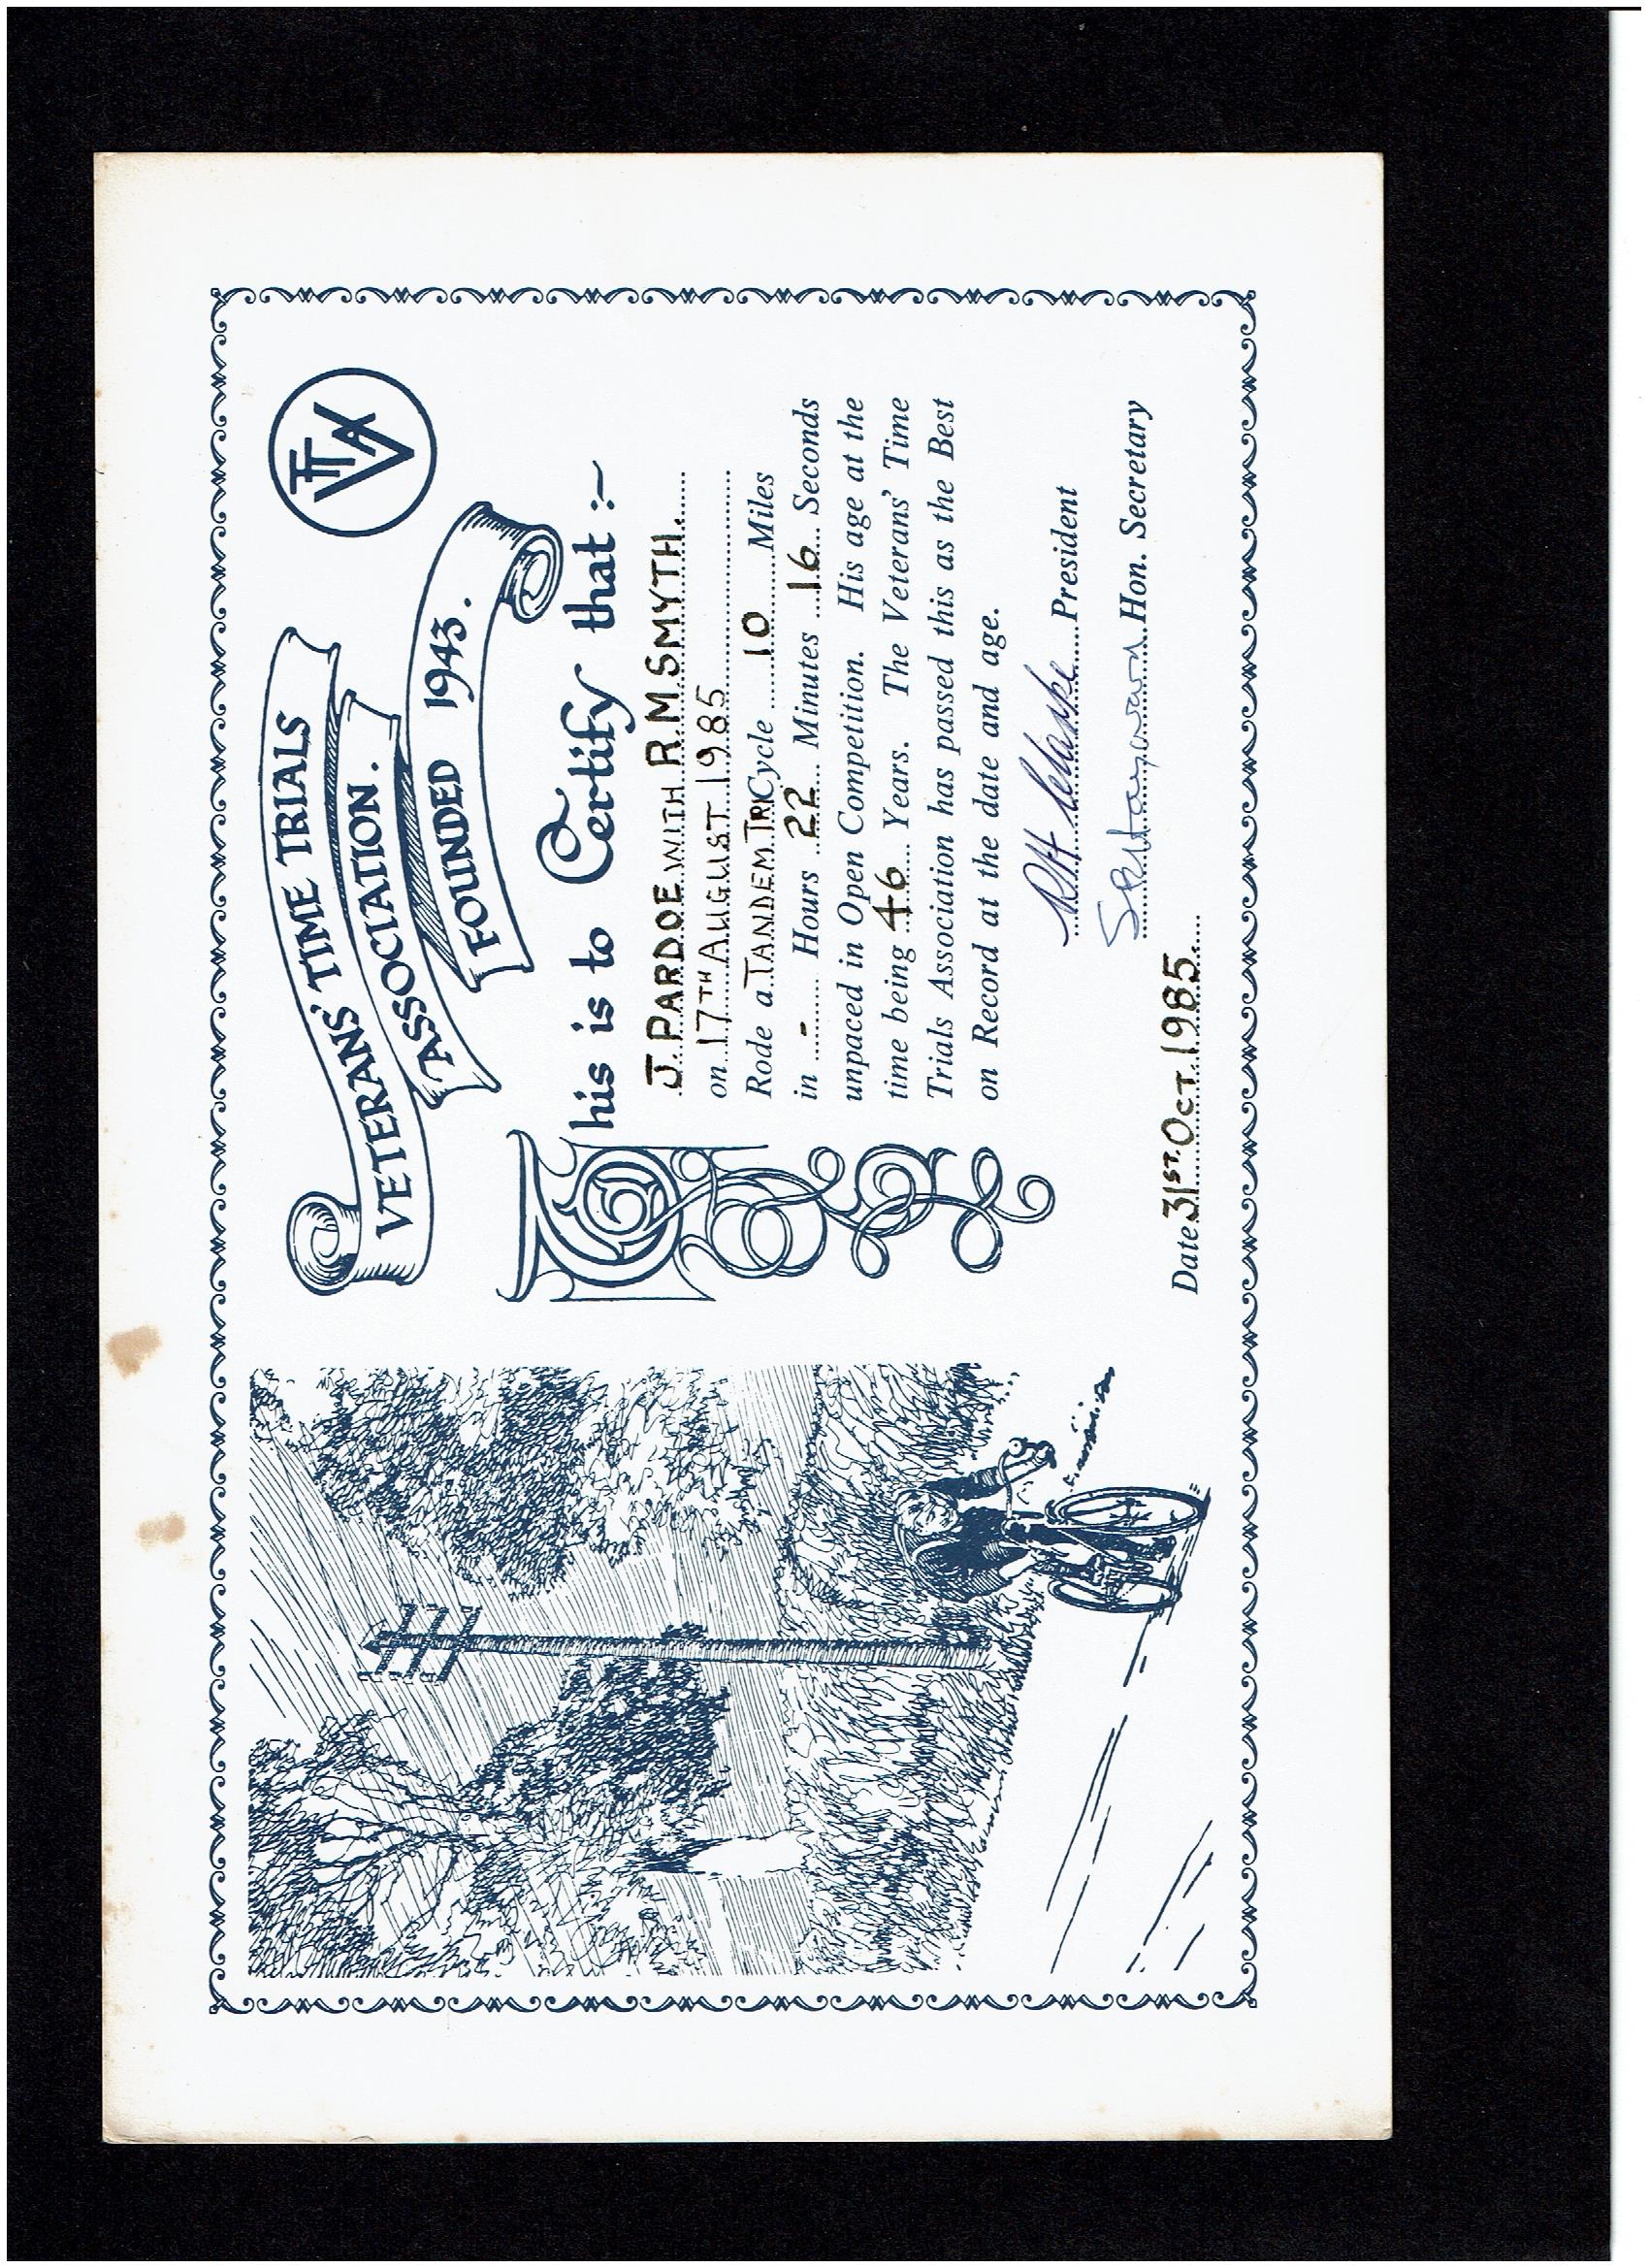 VETERANS' TIME TRIALS
ASSOCIATION.
FOUNDED 1943.
VTTA
This is to Certify that :-
J. PARDOE WITH R.M. SMYTH.
on 17TH AUGUST 1985
Rode a TANDEM TRICycle 10 Miles
in - Hours 22 Minutes 16 Seconds
unpaced in Open Competition. His age at the
time being 46 Years. The Veterans' Time
Trials Association has passed this as the Best
on Record at the date and age.
President
Hon. Secretary
Date 31ST. OCT. 1985.